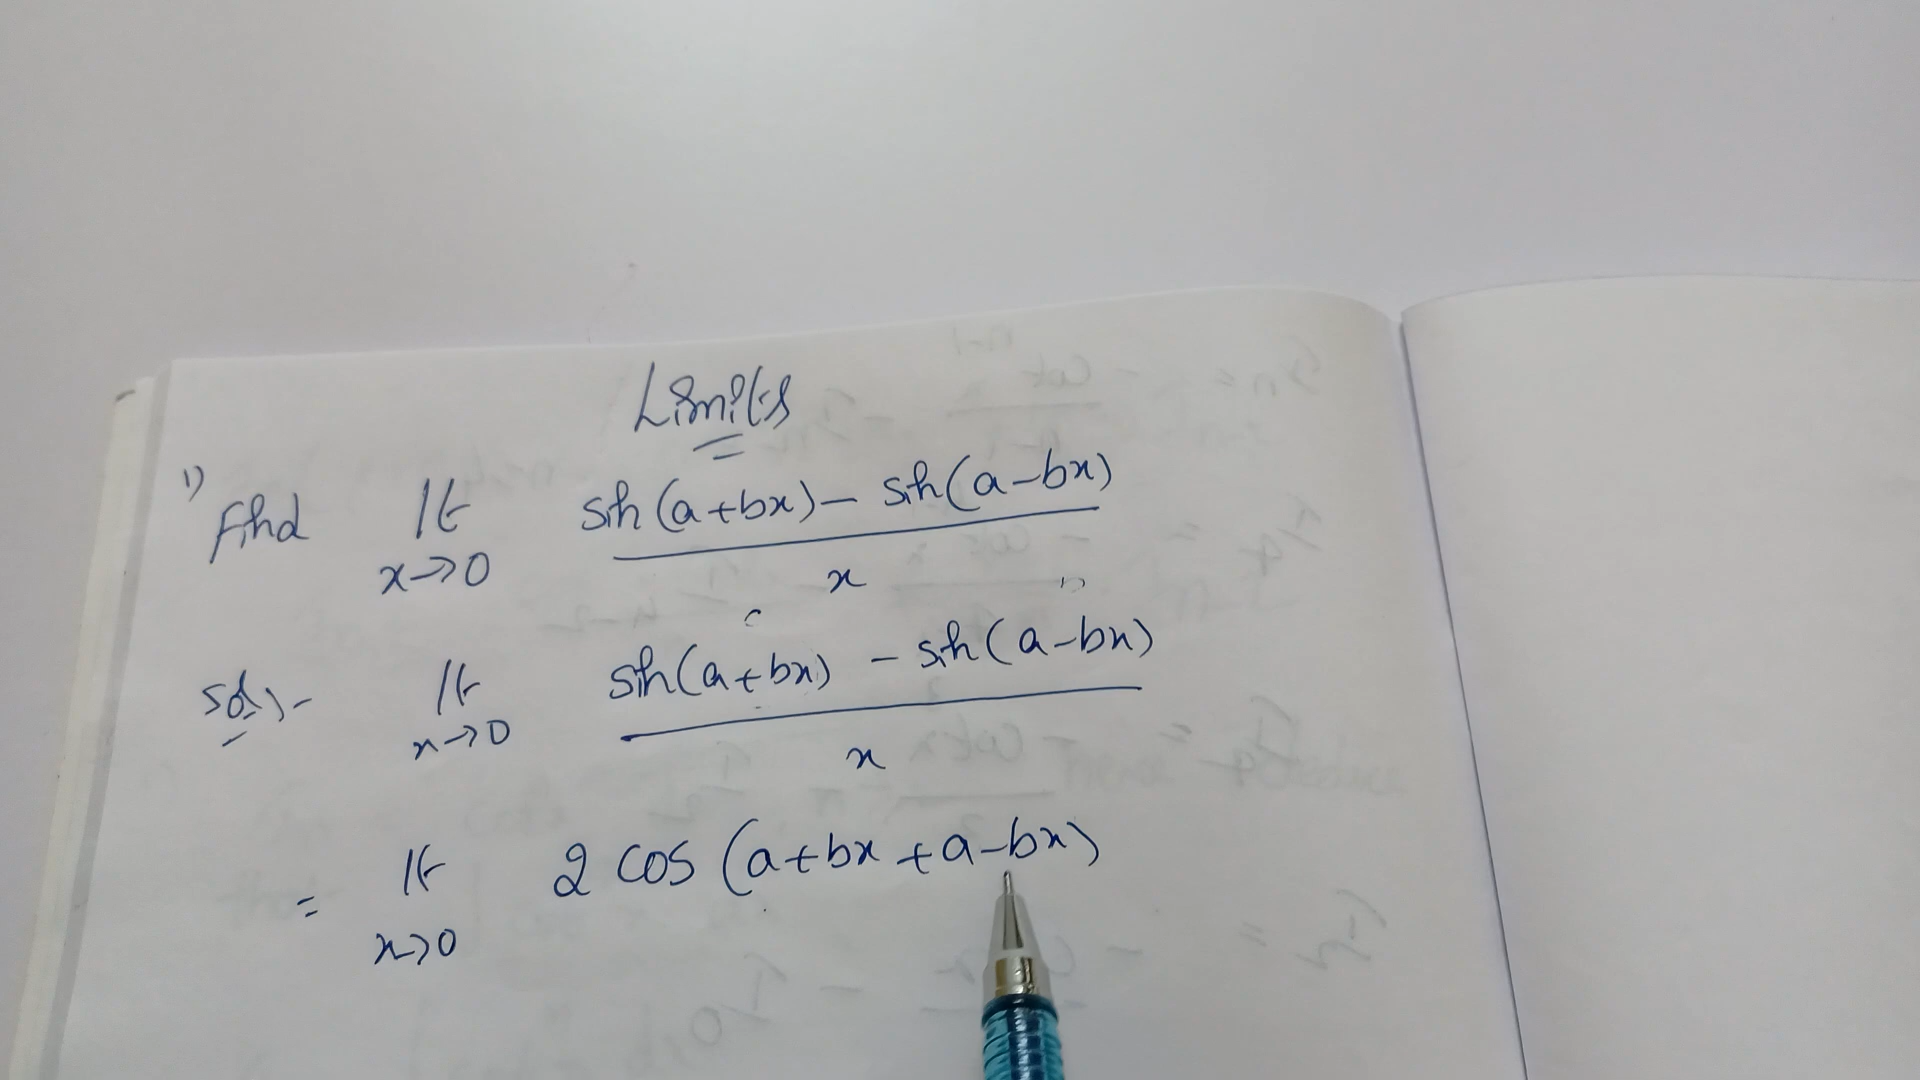 Limits
1) Find lt x→0 sin(a+bx) – sin(a–bx) / x
Sol:- lt x→0 sin(a+bx) – sin(a–bx) / x
= lt x→0 2 cos (a+bx+a–bx)